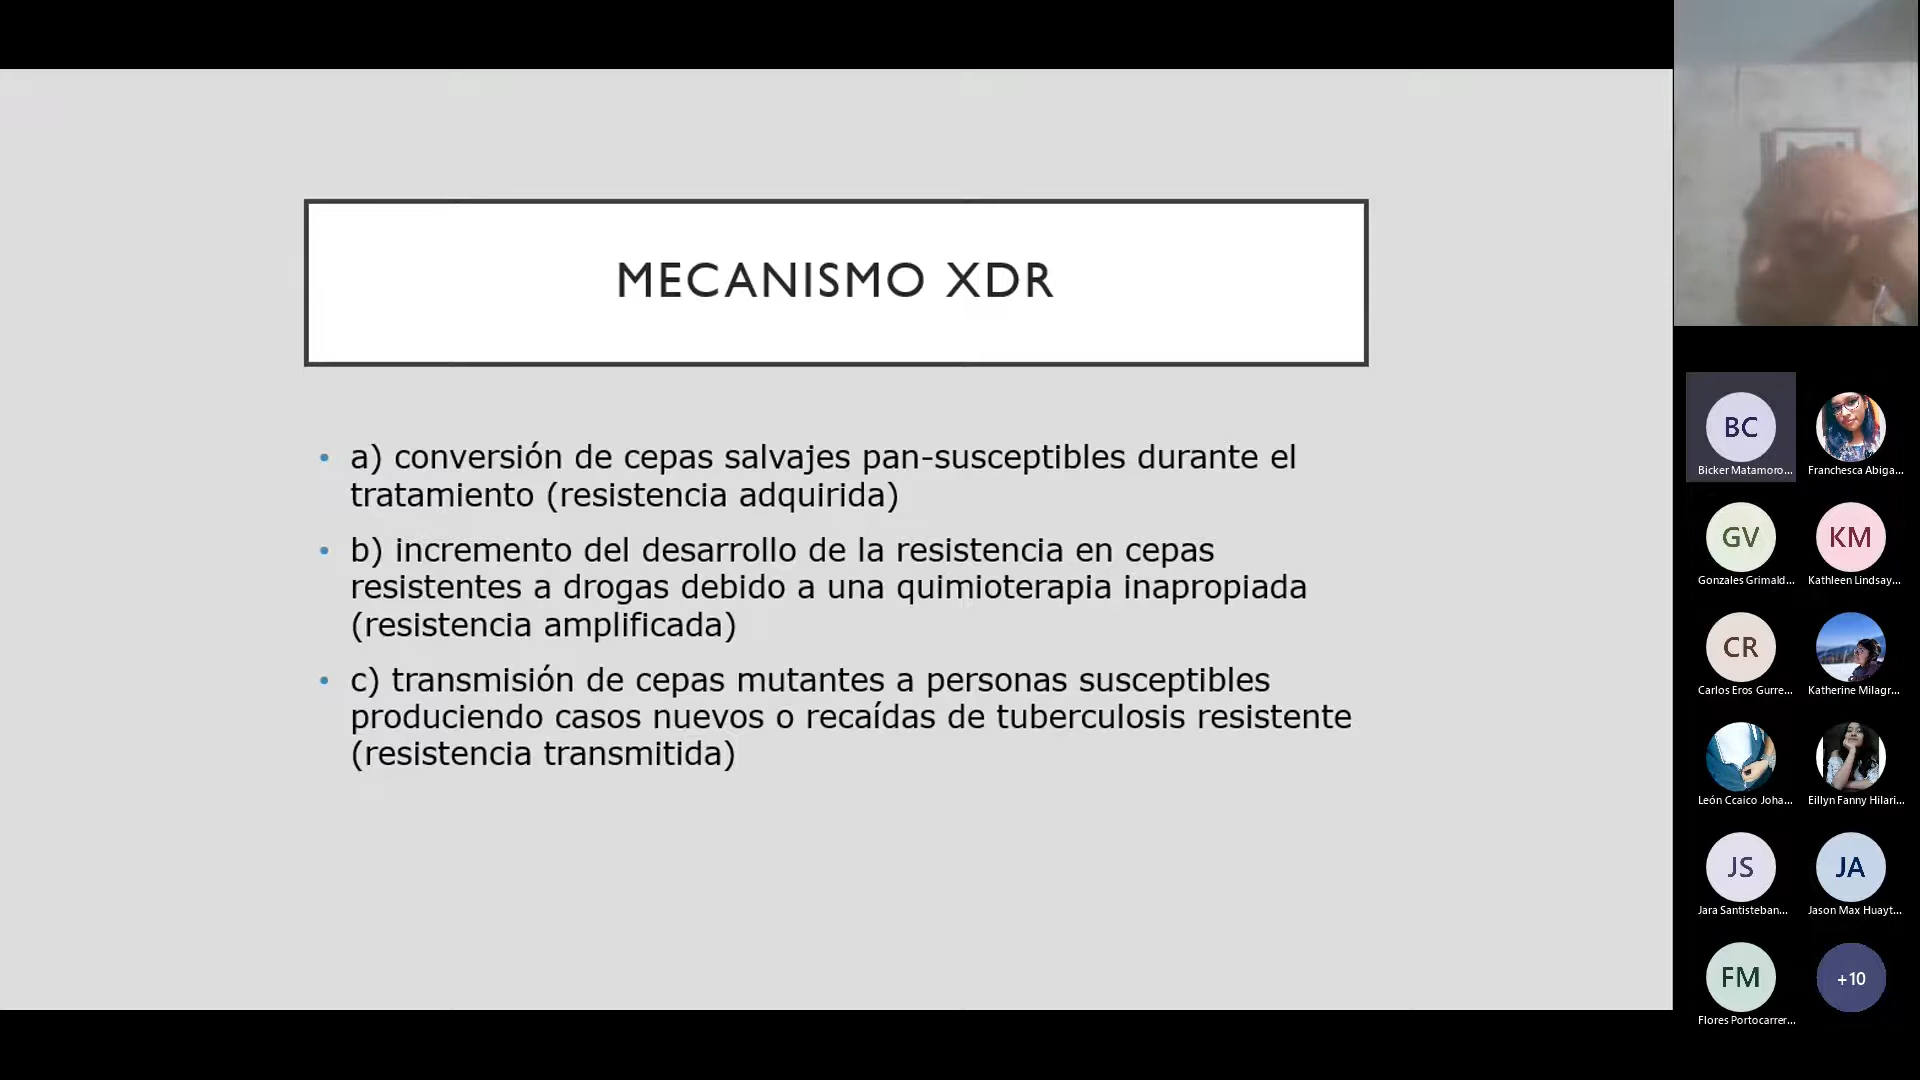 MECANISMO XDR
• a) conversión de cepas salvajes pan-susceptibles durante el
tratamiento (resistencia adquirida)
• b) incremento del desarrollo de la resistencia en cepas
resistentes a drogas debido a una quimioterapia inapropiada
(resistencia amplificada)
• c) transmisión de cepas mutantes a personas susceptibles
produciendo casos nuevos o recaídas de tuberculosis resistente
(resistencia transmitida)
BC
Bicker Matamoro...
Franchesca Abiga...
GV
Gonzales Grimald...
KM
Kathleen Lindsay...
CR
Carlos Eros Gurre...
Katherine Milagr...
León Ccaico Joha...
Eillyn Fanny Hilari...
JS
Jara Santisteban...
JA
Jason Max Huayt...
FM
Flores Portocarrer...
+10